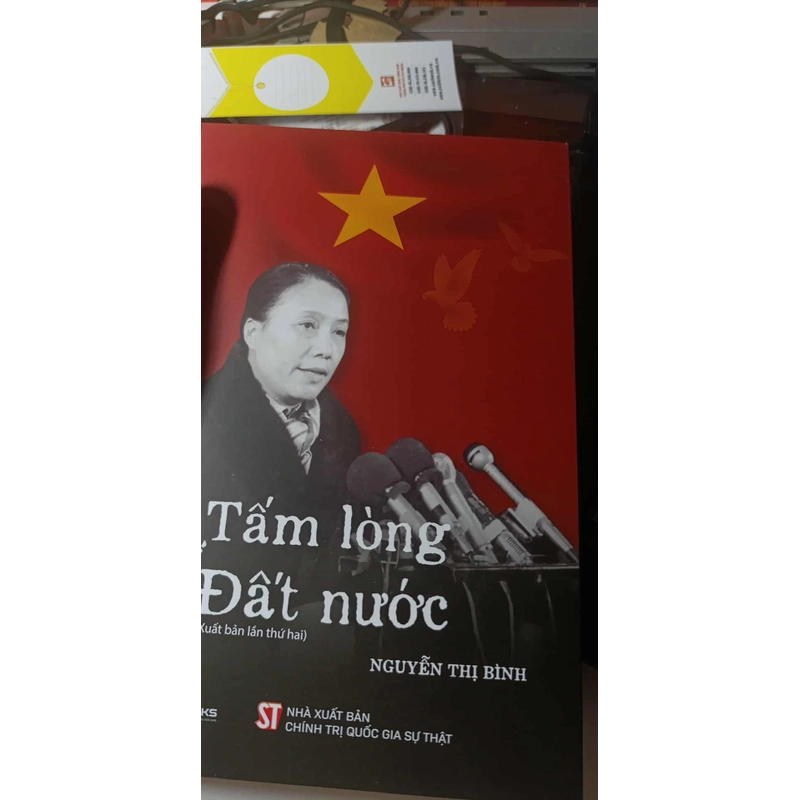 Tấm lòng
Đất nước
Xuất bản lần thứ hai)
NGUYỄN THỊ BÌNH
KS
ST NHÀ XUẤT BẢN
CHÍNH TRỊ QUỐC GIA SỰ THẬT